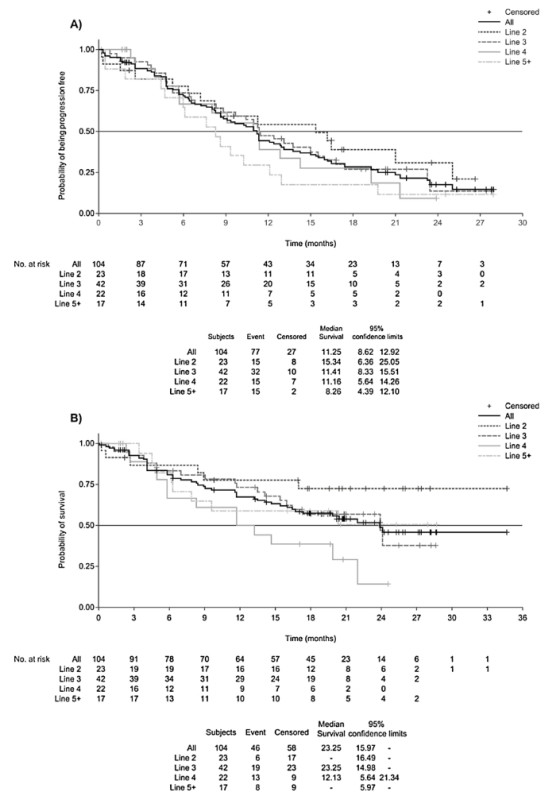 A)
Censored
All
Line 2
Line 3
Line 4
Line 5+
Probability of being progression free
1.00
0.75
0.50
0.25
0.00
0 3 6 9 12 15 18 21 24 27 30
Time (months)
No. at risk All 104 87 71 57 43 34 23 13 7 3
Line 2 23 18 17 13 11 11 5 4 3 0
Line 3 42 39 31 26 20 15 10 5 2 2
Line 4 22 16 12 11 7 5 5 2 0
Line 5+ 17 14 11 7 5 3 3 2 2 1
Subjects Event Censored Median Survival 95% confidence limits
All 104 77 27 11.25 8.62 12.92
Line 2 23 15 8 15.34 6.36 25.05
Line 3 42 32 10 11.41 8.33 15.51
Line 4 22 15 7 11.16 5.64 14.26
Line 5+ 17 15 2 8.26 4.39 12.10
B)
Censored
All
Line 2
Line 3
Line 4
Line 5+
Probability of survival
1.00
0.75
0.50
0.25
0.00
0 3 6 9 12 15 18 21 24 27 30 33 36
Time (months)
No. at risk All 104 91 78 70 64 57 45 23 14 6 1 1
Line 2 23 19 19 17 16 16 12 8 6 2 1 1
Line 3 42 39 34 31 29 24 19 8 4 2
Line 4 22 16 12 11 9 7 6 2 0
Line 5+ 17 17 13 11 10 10 8 5 4 2
Subjects Event Censored Median Survival 95% confidence limits
All 104 46 58 23.25 15.97 -
Line 2 23 6 17 - 16.49 -
Line 3 42 19 23 23.25 14.98 -
Line 4 22 13 9 12.13 5.64 21.34
Line 5+ 17 8 9 - 5.97 -